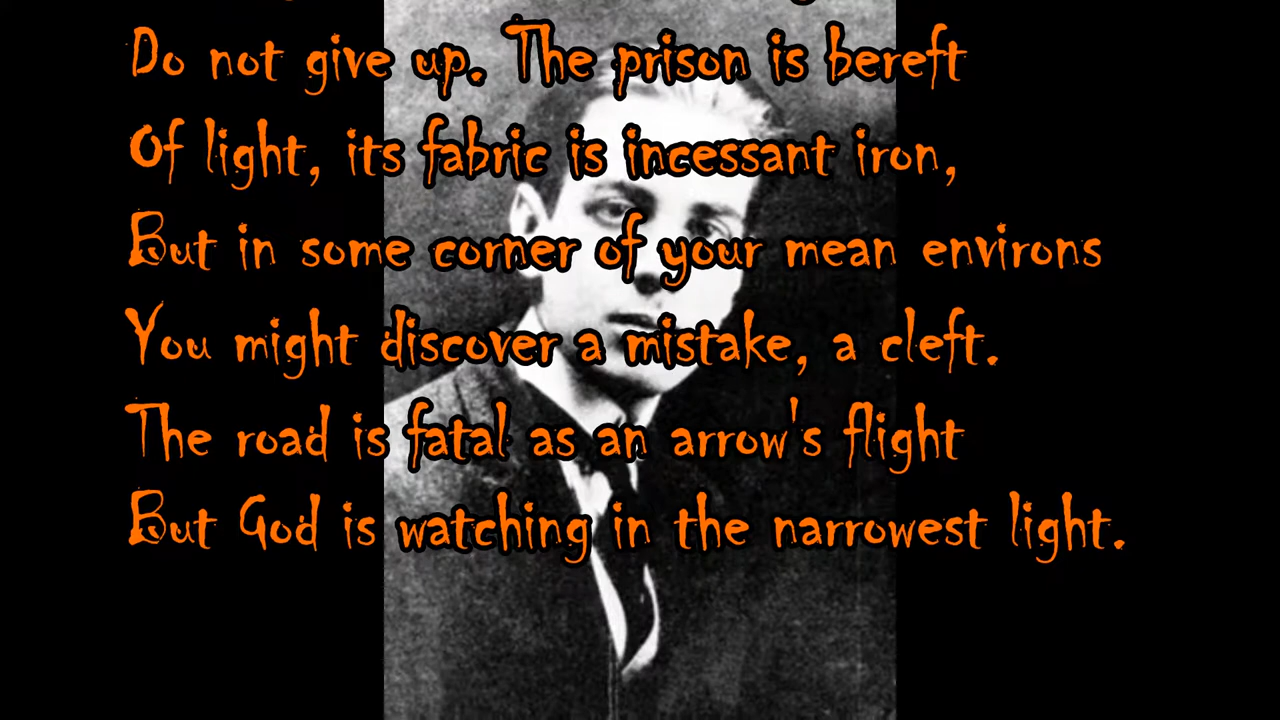 Do not give up. The prison is bereft
Of light, its fabric is incessant iron,
But in some corner of your mean environs
You might discover a mistake, a cleft.
The road is fatal as an arrow's flight
But God is watching in the narrowest light.